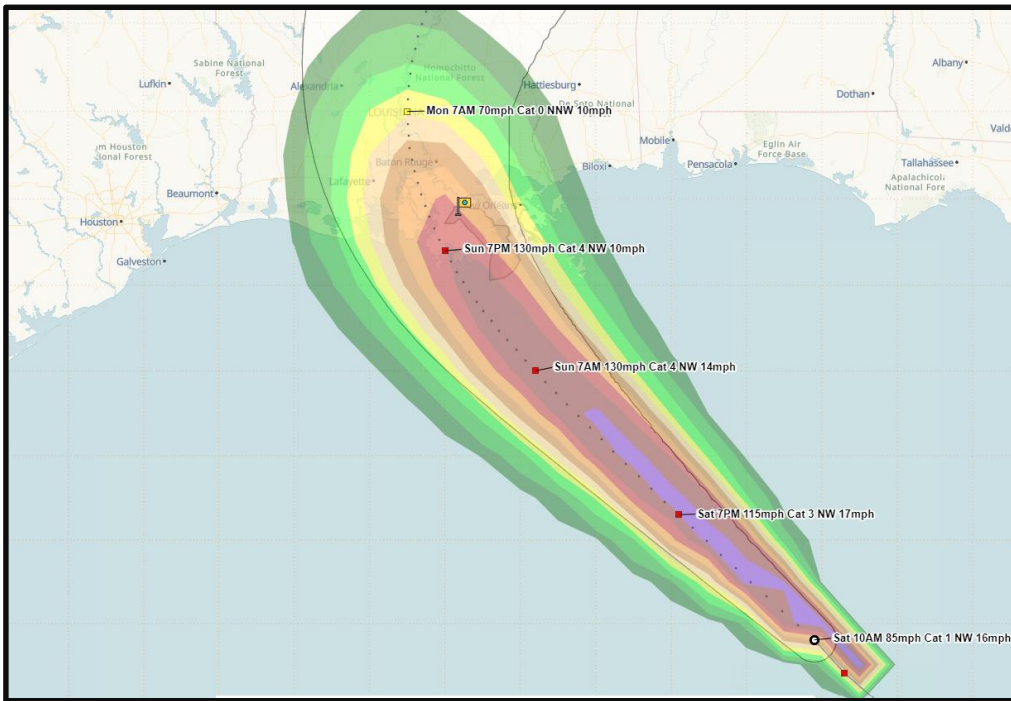 Sabine National
Forest
Lufkin
Alexandria
Homochitto
National Forest
Hattiesburg
De Soto National
Albany
Dothan
LOUIS
Mon 7AM 70mph Cat 0 NNW 10mph
m Houston
ional Forest
Baton Rouge
Mobile
Eglin Air
Force Base
Vald
Tallahassee
Biloxi
Pensacola
Apalachicol
National Fore
Lafayette
Beaumont
New Orleans
Houston
Galveston
Sun 7PM 130mph Cat 4 NW 10mph
Sun 7AM 130mph Cat 4 NW 14mph
Sat 7PM 115mph Cat 3 NW 17mph
Sat 10AM 85mph Cat 1 NW 16mph